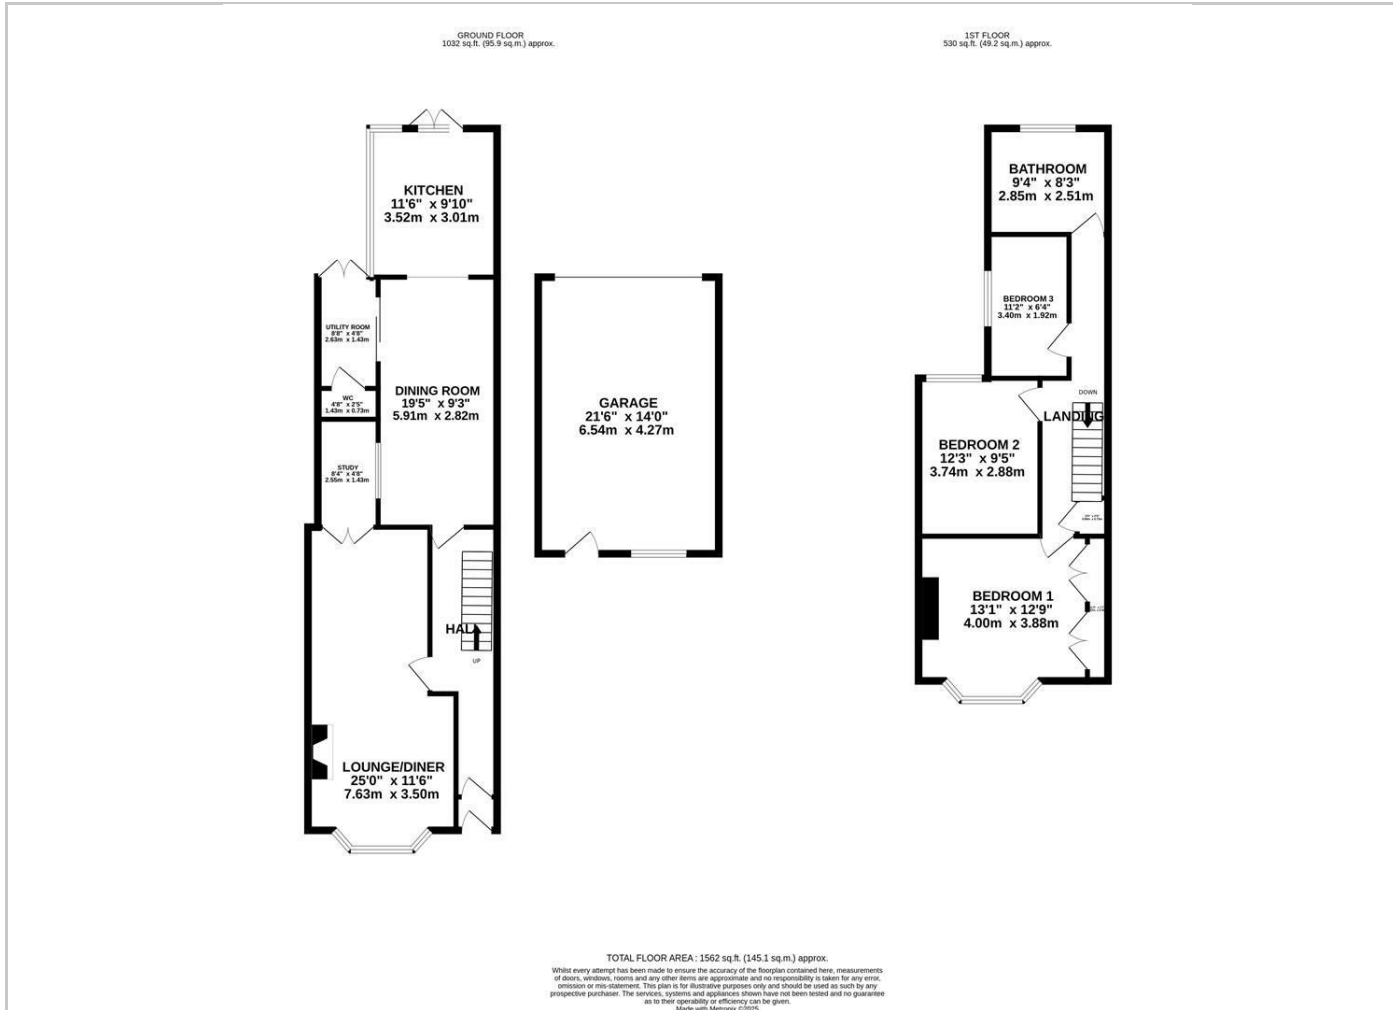 GROUND FLOOR
1032 sq.ft. (95.9 sq.m.) approx.
1ST FLOOR
530 sq.ft. (49.2 sq.m.) approx.
KITCHEN
11'6" x 9'10"
3.52m x 3.01m
UTILITY ROOM
8'8" x 4'8"
2.63m x 1.43m
WC
4'8" x 2'5"
1.43m x 0.73m
DINING ROOM
19'5" x 9'3"
5.91m x 2.82m
STUDY
8'4" x 4'8"
2.55m x 1.43m
HALL
UP
LOUNGE/DINER
25'0" x 11'6"
7.63m x 3.50m
GARAGE
21'6" x 14'0"
6.54m x 4.27m
BATHROOM
9'4" x 8'3"
2.85m x 2.51m
BEDROOM 3
11'2" x 6'4"
3.40m x 1.92m
DOWN
LANDING
BEDROOM 2
12'3" x 9'5"
3.74m x 2.88m
BEDROOM 1
13'1" x 12'9"
4.00m x 3.88m
TOTAL FLOOR AREA : 1562 sq.ft. (145.1 sq.m.) approx.
Whilst every attempt has been made to ensure the accuracy of the floorplan contained here, measurements
of doors, windows, rooms and any other items are approximate and no responsibility is taken for any error,
omission or mis-statement. This plan is for illustrative purposes only and should be used as such by any
prospective purchaser. The services, systems and appliances shown have not been tested and no guarantee
as to their operability or efficiency can be given.
Made with Metropix ©2025